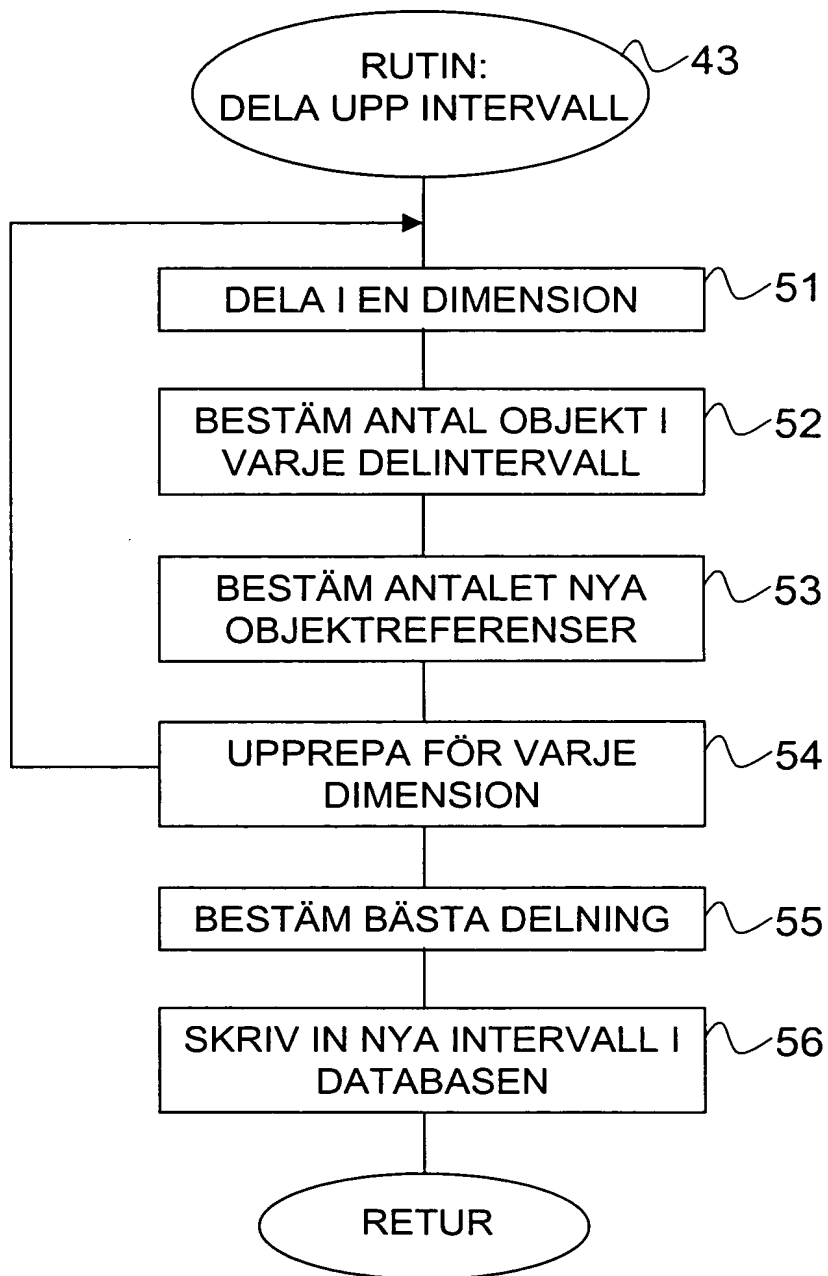 RUTIN:
DELA UPP INTERVALL
43
DELA I EN DIMENSION
51
BESTÄM ANTAL OBJEKT I
VARJE DELINTERVALL
52
BESTÄM ANTALET NYA
OBJEKTREFERENSER
53
UPPREPA FÖR VARJE
DIMENSION
54
BESTÄM BÄSTA DELNING
55
SKRIV IN NYA INTERVALL I
DATABASEN
56
RETUR